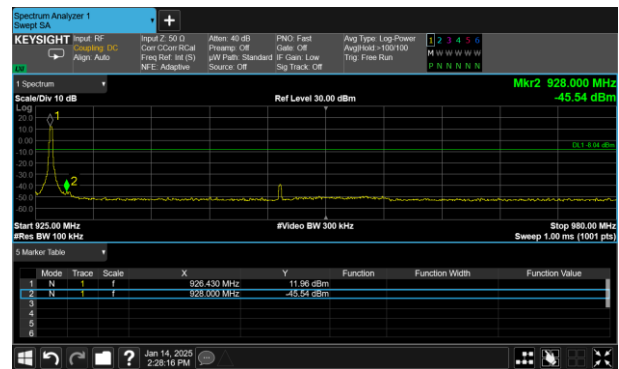 Spectrum Analyzer 1
Swept SA
+
KEYSIGHT Input: RF Input Z: 50 Ω Atten: 40 dB PNO: Fast Avg Type: Log-Power 1 2 3 4 5 6
Coupling: DC Corr CCorr RCal Preamp: Off Gate: Off Avg|Hold:>100/100 M W W W W W
Align: Auto Freq Ref: Int (S) µW Path: Standard IF Gain: Low Trig: Free Run
NFE: Adaptive Source: Off Sig Track: Off P N N N N N
1 Spectrum Mkr2 928.000 MHz
Scale/Div 10 dB Ref Level 30.00 dBm -45.54 dBm
Log
20.0
1
10.0
0.00
DL1 -8.04 dBm
-10.0
-20.0
-30.0
-40.0
2
-50.0
-60.0
Start 925.00 MHz #Video BW 300 kHz Stop 980.00 MHz
#Res BW 100 kHz Sweep 1.00 ms (1001 pts)
5 Marker Table
Mode Trace Scale X Y Function Function Width Function Value
1 N 1 f 926.430 MHz 11.96 dBm
2 N 1 f 928.000 MHz -45.54 dBm
3
4
5
6
? Jan 14, 2025
2:28:16 PM